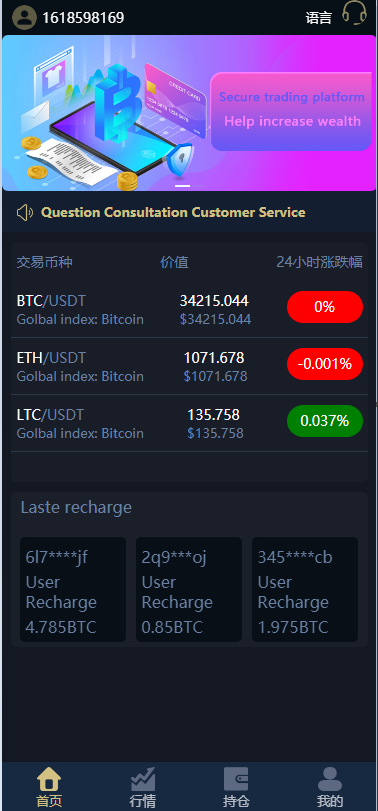 1618598169 语言
CREDIT CARD
Secure trading platform
Help increase wealth
Question Consultation Customer Service
交易币种 价值 24小时涨跌幅
BTC/USDT 34215.044 0%
Golbal index: Bitcoin $34215.044
ETH/USDT 1071.678 -0.001%
Golbal index: Bitcoin $1071.678
LTC/USDT 135.758 0.037%
Golbal index: Bitcoin $135.758
Laste recharge
6l7****jf 2q9***oj 345****cb
User User User
Recharge Recharge Recharge
4.785BTC 0.85BTC 1.975BTC
首页 行情 持仓 我的